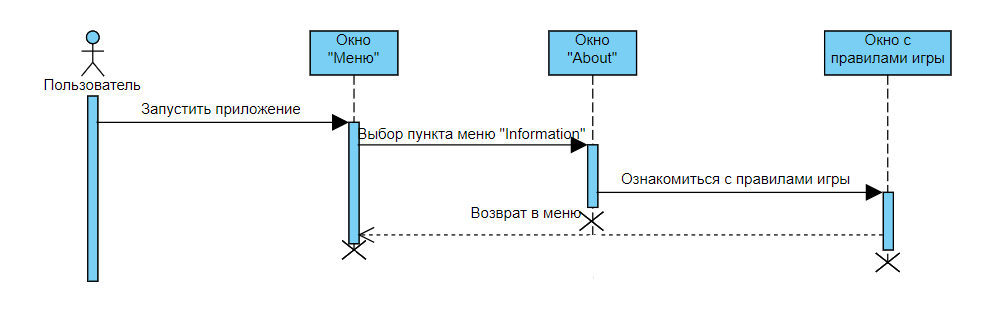 Окно
"Меню"
Окно
"About"
Окно с
правилами игры
Пользователь
Запустить приложение
Выбор пункта меню "Information"
Ознакомиться с правилами игры
Возврат в меню